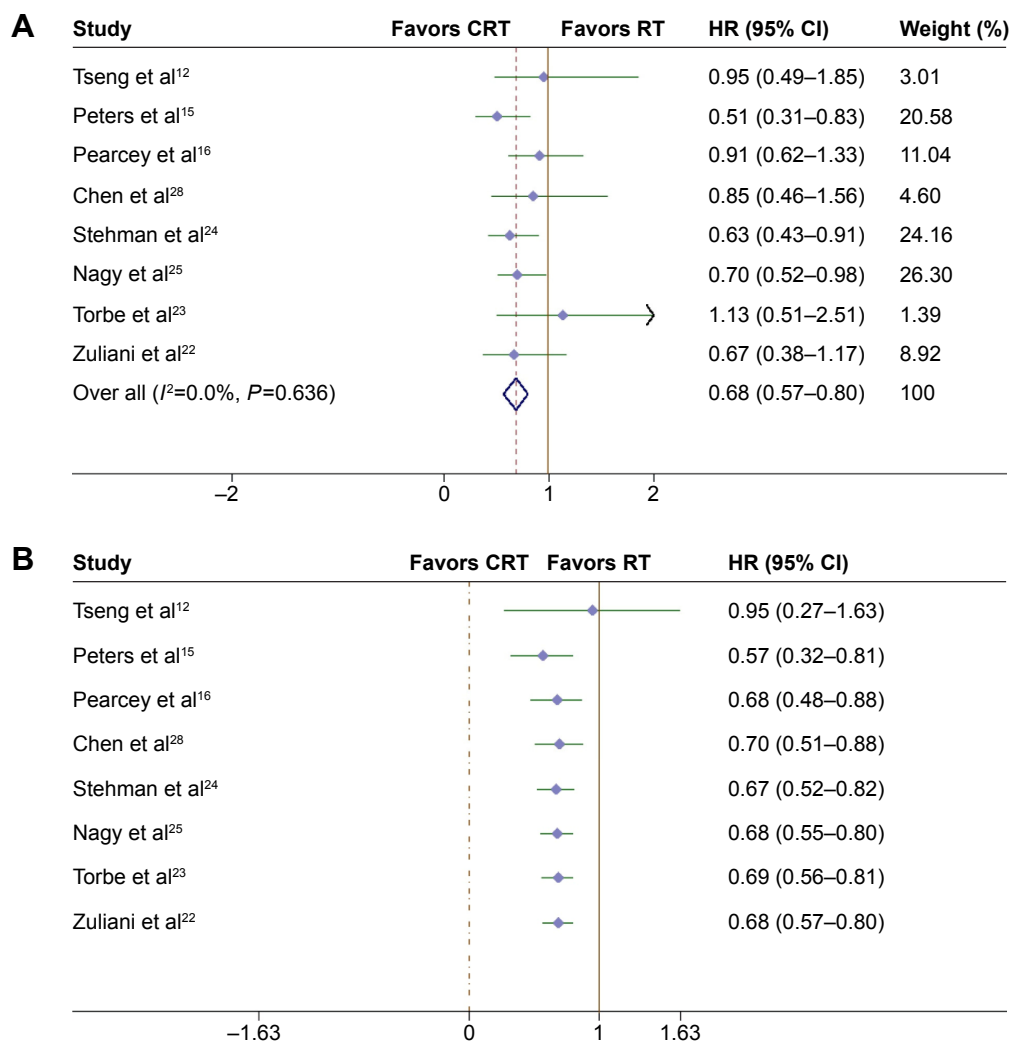 A
Study Favors CRT Favors RT HR (95% CI) Weight (%)
Tseng et al12 0.95 (0.49–1.85) 3.01
Peters et al15 0.51 (0.31–0.83) 20.58
Pearcey et al16 0.91 (0.62–1.33) 11.04
Chen et al28 0.85 (0.46–1.56) 4.60
Stehman et al24 0.63 (0.43–0.91) 24.16
Nagy et al25 0.70 (0.52–0.98) 26.30
Torbe et al23 1.13 (0.51–2.51) 1.39
Zuliani et al22 0.67 (0.38–1.17) 8.92
Over all (I2=0.0%, P=0.636) 0.68 (0.57–0.80) 100
–2 0 1 2
B
Study Favors CRT Favors RT HR (95% CI)
Tseng et al12 0.95 (0.27–1.63)
Peters et al15 0.57 (0.32–0.81)
Pearcey et al16 0.68 (0.48–0.88)
Chen et al28 0.70 (0.51–0.88)
Stehman et al24 0.67 (0.52–0.82)
Nagy et al25 0.68 (0.55–0.80)
Torbe et al23 0.69 (0.56–0.81)
Zuliani et al22 0.68 (0.57–0.80)
–1.63 0 1 1.63